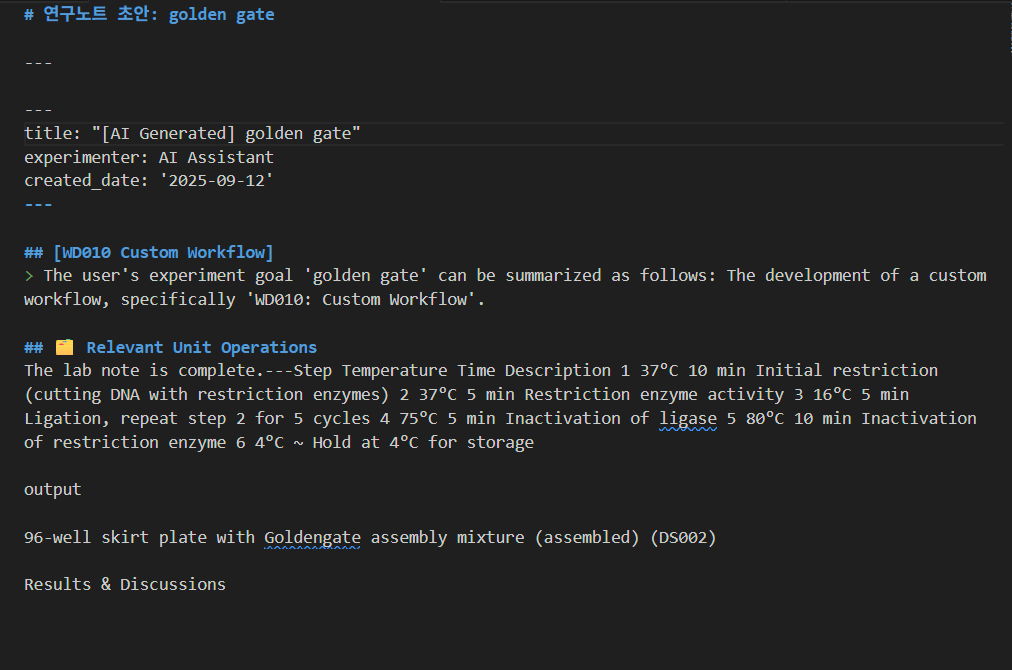 # 연구노트 초안: golden gate
---
---
title: "[AI Generated] golden gate"
experimenter: AI Assistant
created_date: '2025-09-12'
---
## [WD010 Custom Workflow]
> The user's experiment goal 'golden gate' can be summarized as follows: The development of a custom
workflow, specifically 'WD010: Custom Workflow'.
## 🗂️ Relevant Unit Operations
The lab note is complete.---Step Temperature Time Description 1 37°C 10 min Initial restriction
(cutting DNA with restriction enzymes) 2 37°C 5 min Restriction enzyme activity 3 16°C 5 min
Ligation, repeat step 2 for 5 cycles 4 75°C 5 min Inactivation of ligase 5 80°C 10 min Inactivation
of restriction enzyme 6 4°C ~ Hold at 4°C for storage
output
96-well skirt plate with Goldengate assembly mixture (assembled) (DS002)
Results & Discussions